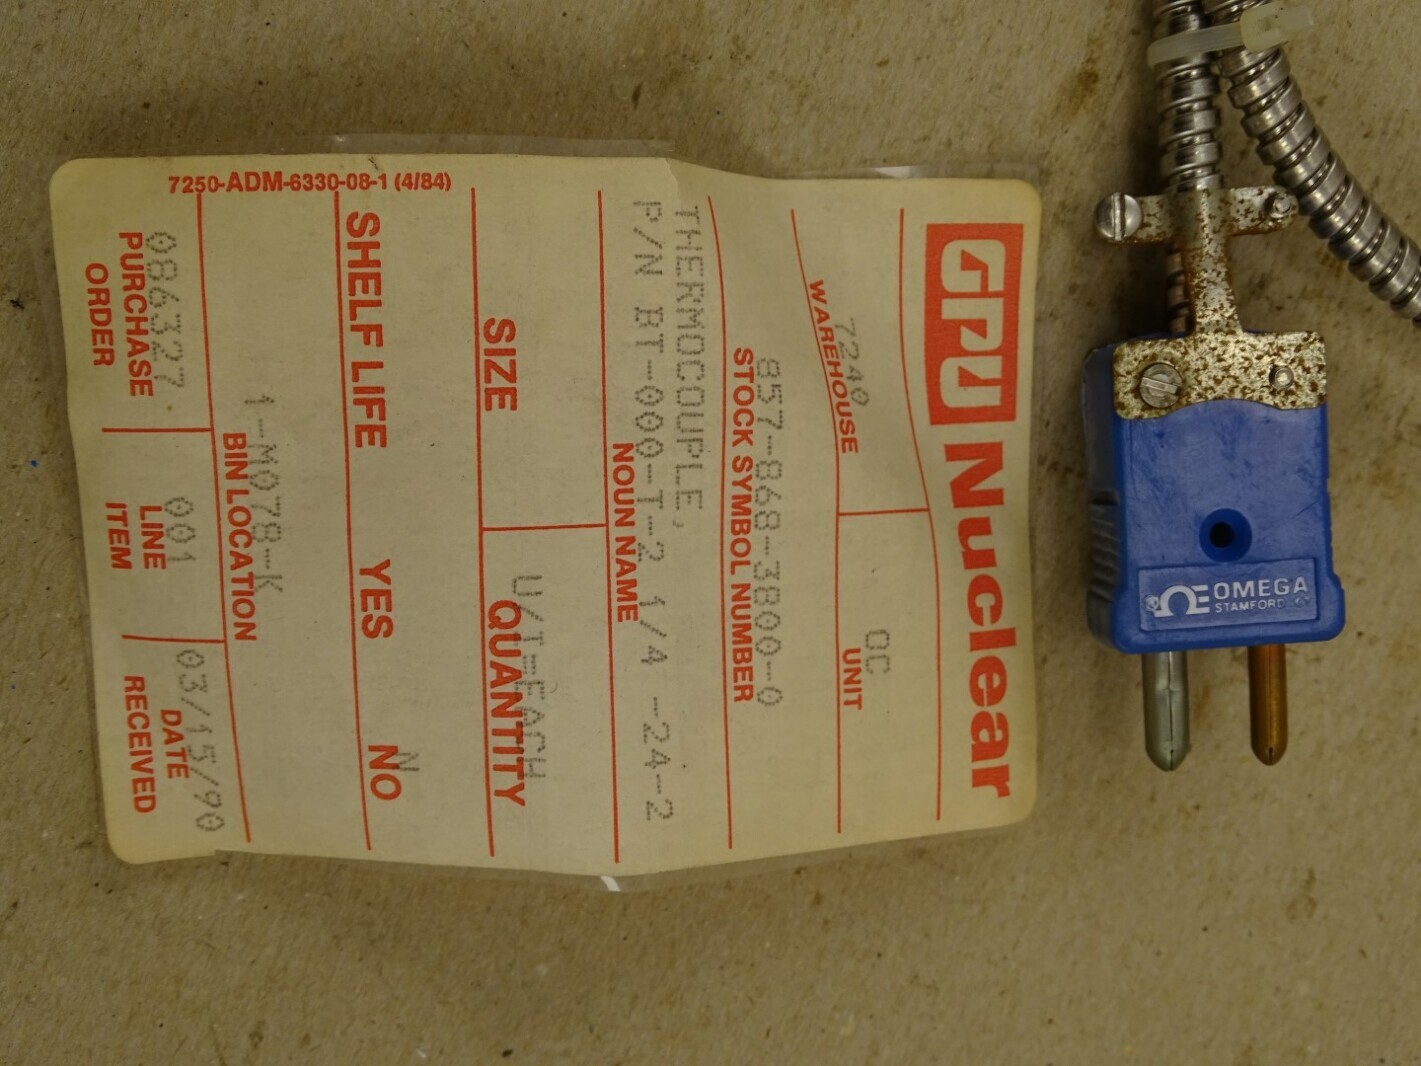 7250-ADM-6330-08-1 (4/84)
GPU Nuclear
7240
WAREHOUSE
OC
UNIT
857-868-3800-0
STOCK SYMBOL NUMBER
THERMOCOUPLE,
P/N BT-000-T-2 1/4 -24-2
NOUN NAME
SIZE
U/I=EACH
QUANTITY
SHELF LIFE YES NO
N
1-M078-K
BIN LOCATION
086327
PURCHASE
ORDER
001
LINE
ITEM
03/15/90
DATE
RECEIVED
OMEGA
STAMFORD